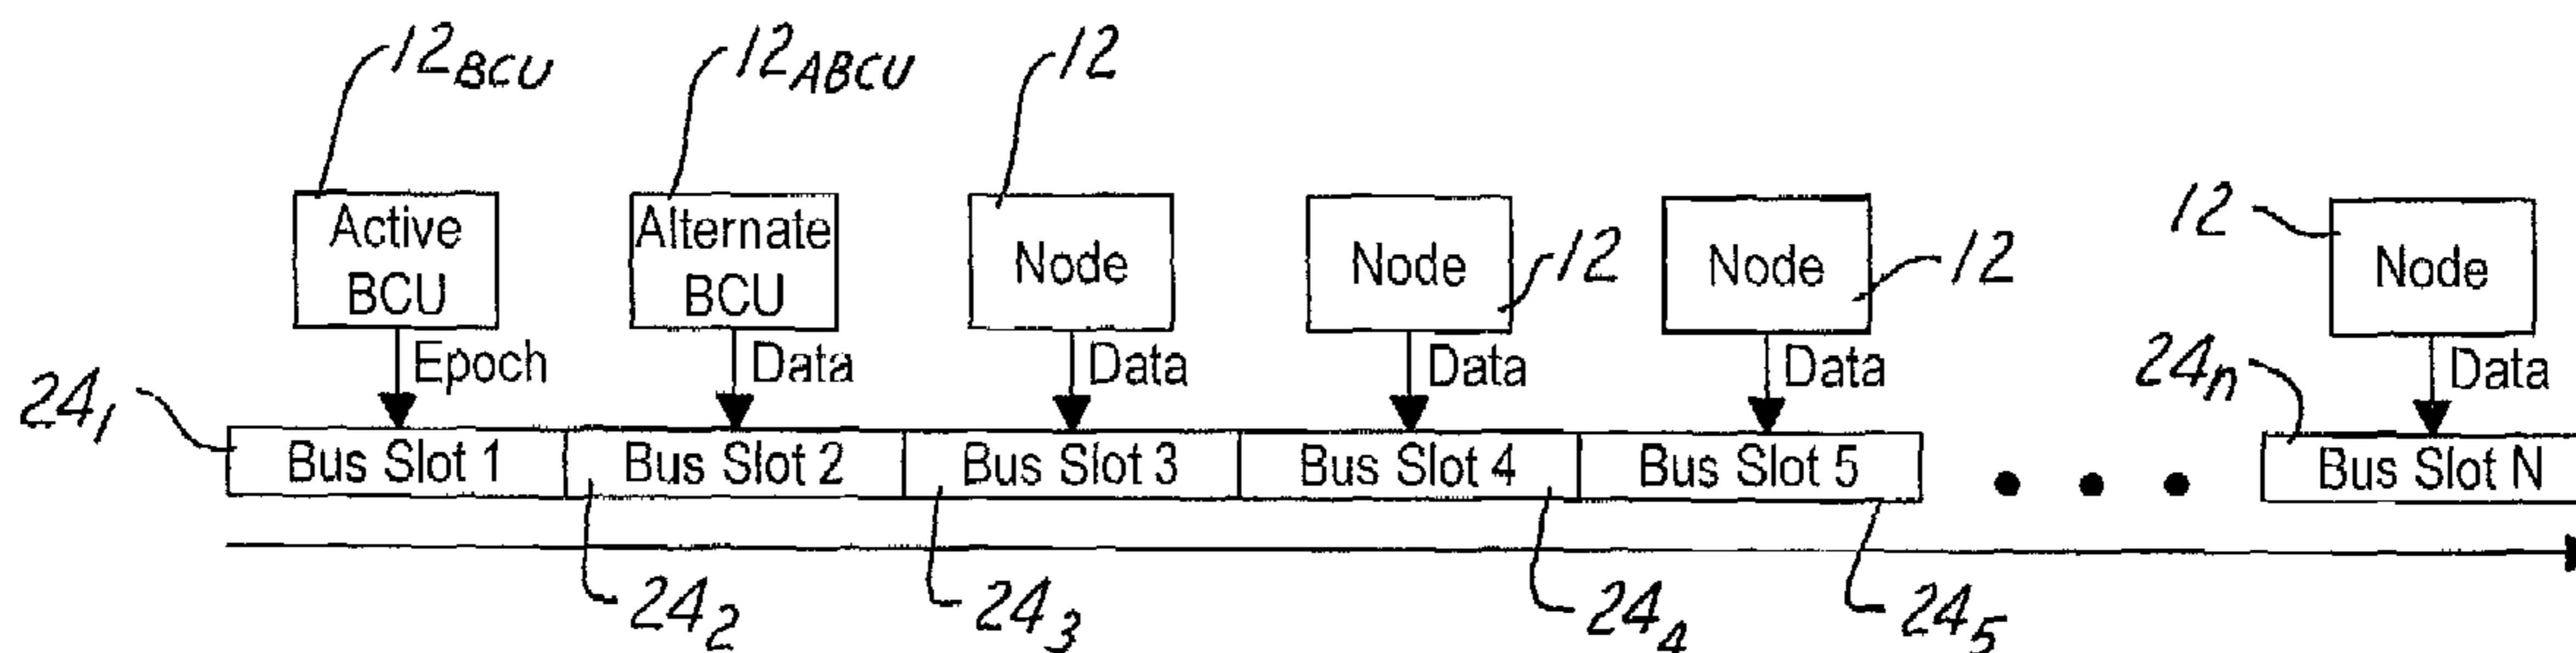 12BCU 12ABCU 12
Active BCU
Alternate BCU
Node
Node
12
Node
12
12
Node
Epoch
Data
Data
Data
Data
Data
241
24n
Bus Slot 1
Bus Slot 2
Bus Slot 3
Bus Slot 4
Bus Slot 5
Bus Slot N
242
243
244
245